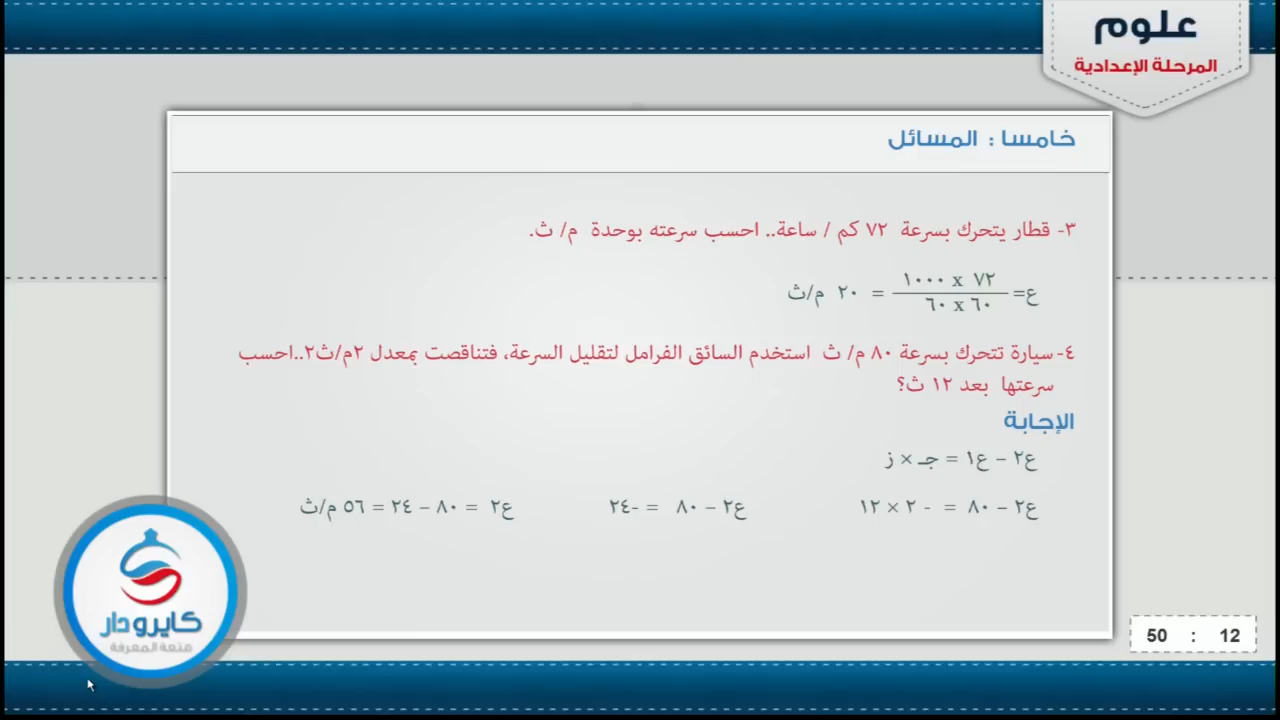 علوم
المرحلة الإعدادية
خامسا : المسائل
٣- قطار يتحرك بسرعة ٧٢ كم / ساعة.. احسب سرعته بوحدة م/ ث.
ع= ٧٢ x ١٠٠٠ / ٦٠ x ٦٠ = ٢٠ م/ث
٤- سيارة تتحرك بسرعة ٨٠ م/ ث استخدم السائق الفرامل لتقليل السرعة، فتناقصت بمعدل ٢م/ث٢..احسب
سرعتها بعد ١٢ ث؟
الإجابة
ع٢ – ع١ = جـ × ز
ع٢ – ٨٠ = - ٢ × ١٢ ع٢ – ٨٠ = -٢٤ ع٢ = ٨٠ – ٢٤ = ٥٦ م/ث
كايرودار
متعة المعرفة
50 : 12